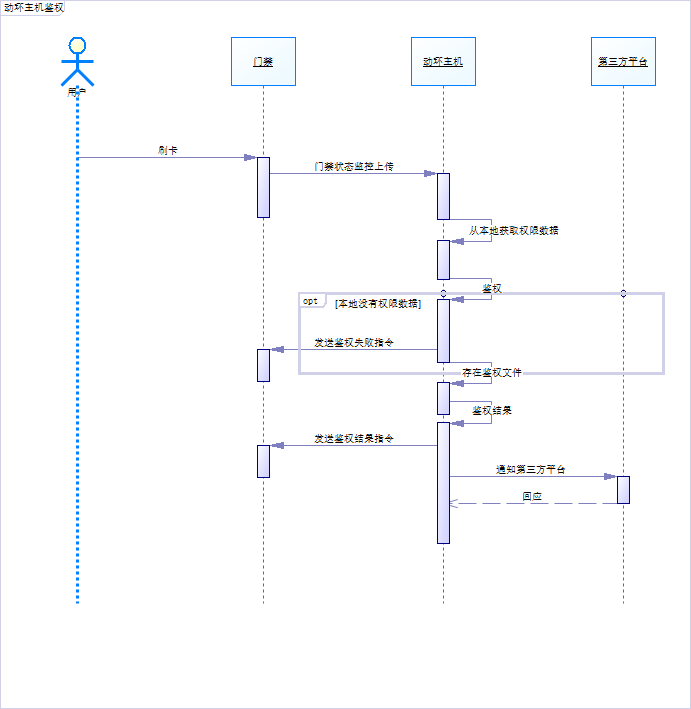 动环主机鉴权
门禁
动环主机
第三方平台
用户
刷卡
门禁状态监控上传
从本地获取权限数据
鉴权
opt
[本地没有权限数据]
发送鉴权失败指令
存在鉴权文件
鉴权结果
发送鉴权结果指令
通知第三方平台
回应